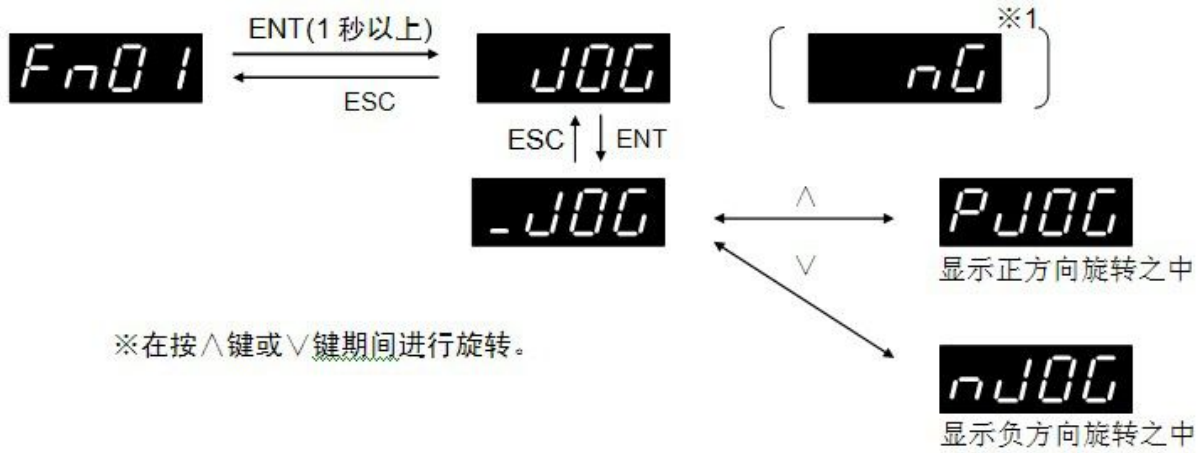 ※1
ENT(1 秒以上)
Fn01
JOG
nG
ESC
ESC
ENT
_JOG
∧
PJOG
显示正方向旋转之中
∨
※在按∧键或∨键期间进行旋转。
nJOG
显示负方向旋转之中